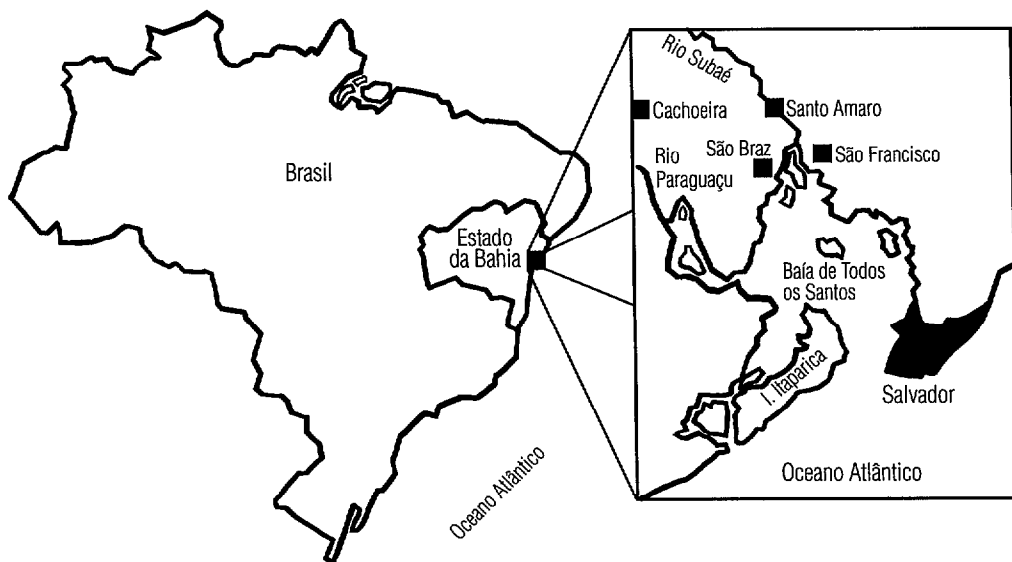 Brasil
Estado
da Bahia
Oceano Atlântico
Rio Subaé
Cachoeira
Santo Amaro
São Braz
São Francisco
Rio
Paraguaçu
Baía de Todos
os Santos
I. Itaparica
Salvador
Oceano Atlântico